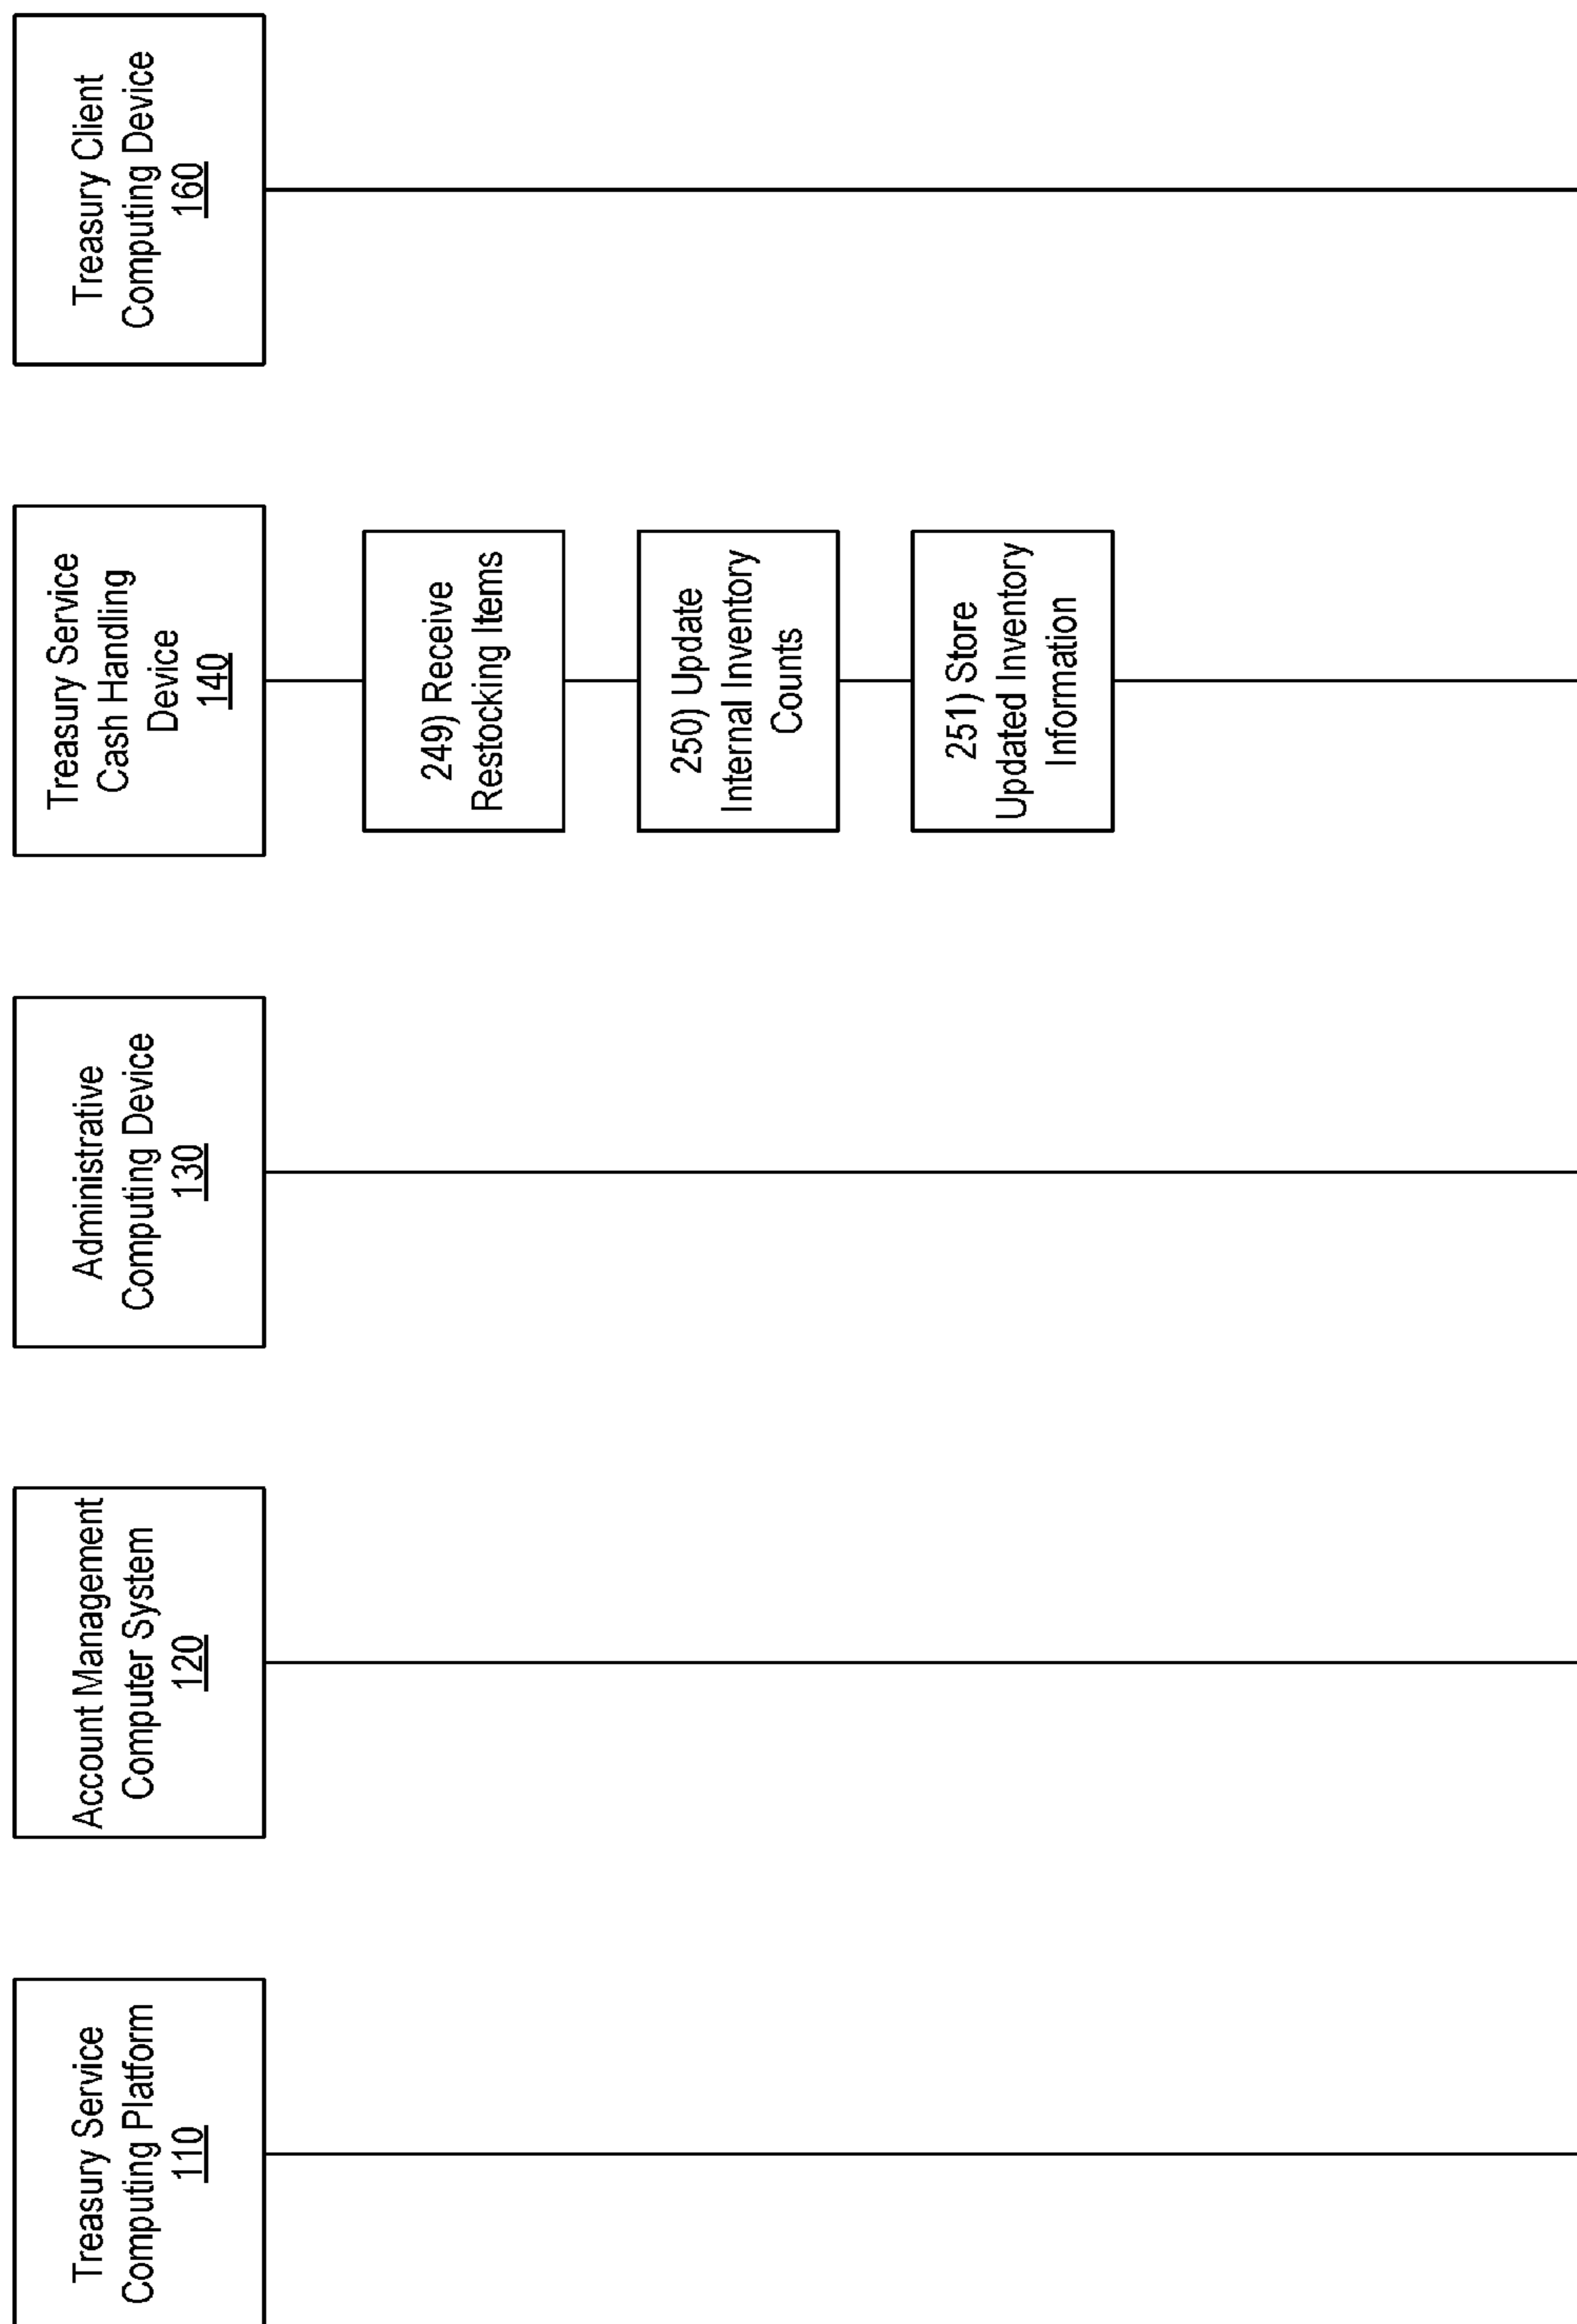 Treasury Service
Computing Platform
110
Account Management
Computer System
120
Administrative
Computing Device
130
Treasury Service
Cash Handling
Device
140
Treasury Client
Computing Device
160
249) Receive
Restocking Items
250) Update
Internal Inventory
Counts
251) Store
Updated Inventory
Information